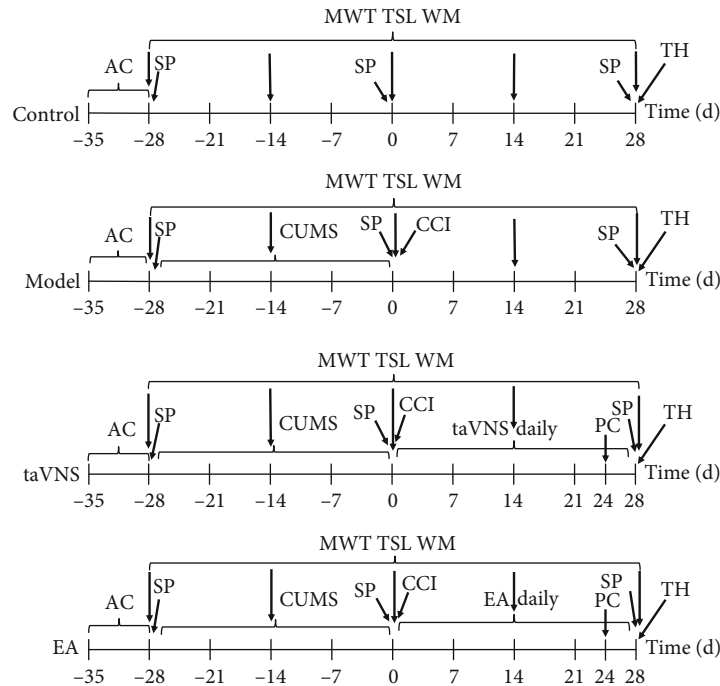 MWT TSL WM
AC SP SP SP TH
Control Time (d)
–35 –28 –21 –14 –7 0 7 14 21 28
MWT TSL WM
AC SP CUMS SP CCI SP TH
Model Time (d)
–35 –28 –21 –14 –7 0 7 14 21 28
MWT TSL WM
AC SP CUMS SP CCI taVNS daily PC SP TH
taVNS Time (d)
–35 –28 –21 –14 –7 0 7 14 21 24 28
MWT TSL WM
AC SP CUMS SP CCI EA daily PC SP TH
EA Time (d)
–35 –28 –21 –14 –7 0 7 14 21 24 28